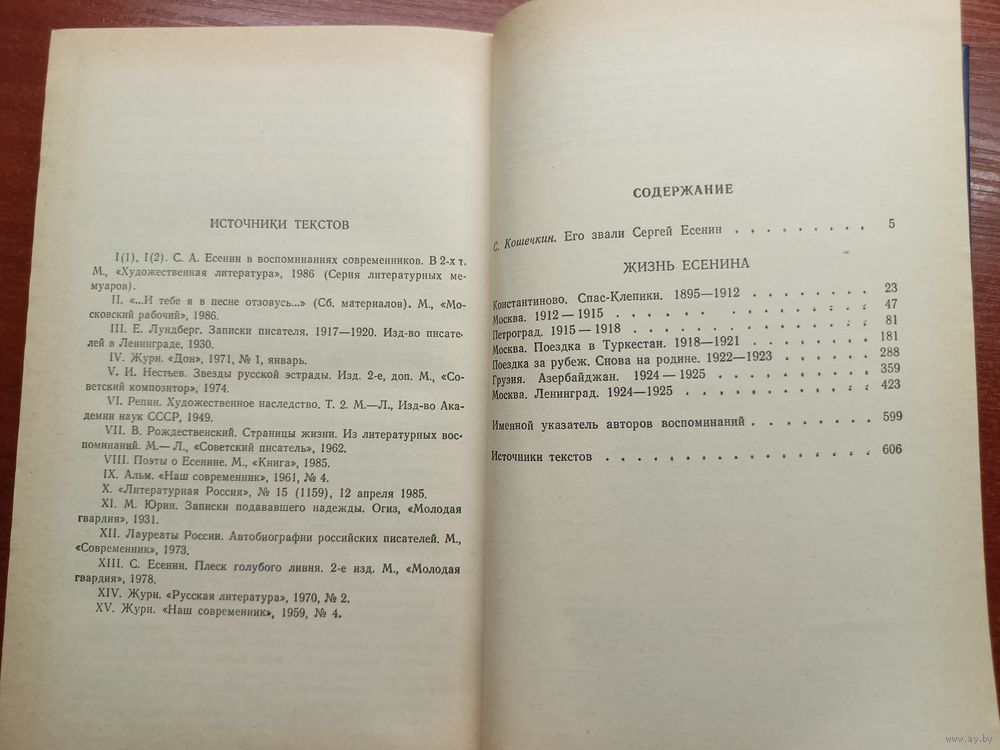 ИСТОЧНИКИ ТЕКСТОВ
I(1), I(2). С. А. Есенин в воспоминаниях современников. В 2-х т.
М., «Художественная литература», 1986 (Серия литературных ме-
муаров).
II. «...И тебе я в песне отзовусь...» (Сб. материалов). М., «Мос-
ковский рабочий», 1986.
III. Е. Лундберг. Записки писателя. 1917—1920. Изд-во писате-
лей в Ленинграде, 1930.
IV. Журн. «Дон», 1971, № 1, январь.
V. И. Нестьев. Звезды русской эстрады. Изд. 2-е, доп. М., «Со-
ветский композитор», 1974.
VI. Репин. Художественное наследство. Т. 2. М.—Л., Изд-во Ака-
демии наук СССР, 1949.
VII. В. Рождественский. Страницы жизни. Из литературных вос-
поминаний. М.— Л., «Советский писатель», 1962.
VIII. Поэты о Есенине. М., «Книга», 1985.
IX. Альм. «Наш современник», 1961, № 4.
X. «Литературная Россия», № 15 (1159), 12 апреля 1985.
XI. М. Юрин. Записки подававшего надежды. Огиз, «Молодая
гвардия», 1931.
XII. Лауреаты России. Автобиографии российских писателей. М.,
«Современник», 1973.
XIII. С. Есенин. Плеск голубого ливня. 2-е изд. М., «Молодая
гвардия», 1978.
XIV. Журн. «Русская литература», 1970, № 2.
XV. Журн. «Наш современник», 1959, № 4.
СОДЕРЖАНИЕ
С. Кошечкин. Его звали Сергей Есенин . . . . . . . . 5
ЖИЗНЬ ЕСЕНИНА
Константиново. Спас-Клепики. 1895—1912 . . . . . . . 23
Москва. 1912—1915 . . . . . . . . . . . . . 47
Петроград. 1915—1918 . . . . . . . . . . . . 81
Москва. Поездка в Туркестан. 1918—1921 . . . . . . . 181
Поездка за рубеж. Снова на родине. 1922—1923 . . . . . 288
Грузия. Азербайджан. 1924—1925 . . . . . . . . . 359
Москва. Ленинград. 1924—1925 . . . . . . . . . . 423
Именной указатель авторов воспоминаний . . . . . . . 599
Источники текстов . . . . . . . . . . . . . 606
www.ay.by